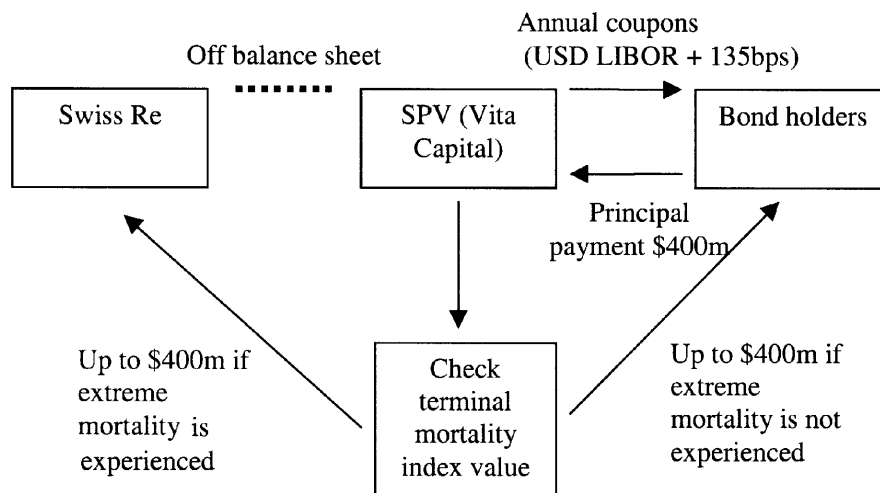 Annual coupons
Off balance sheet
(USD LIBOR + 135bps)
Swiss Re
SPV (Vita
Capital)
Bond holders
Principal
payment $400m
Up to $400m if
extreme
mortality is
experienced
Check
terminal
mortality
index value
Up to $400m if
extreme
mortality is not
experienced